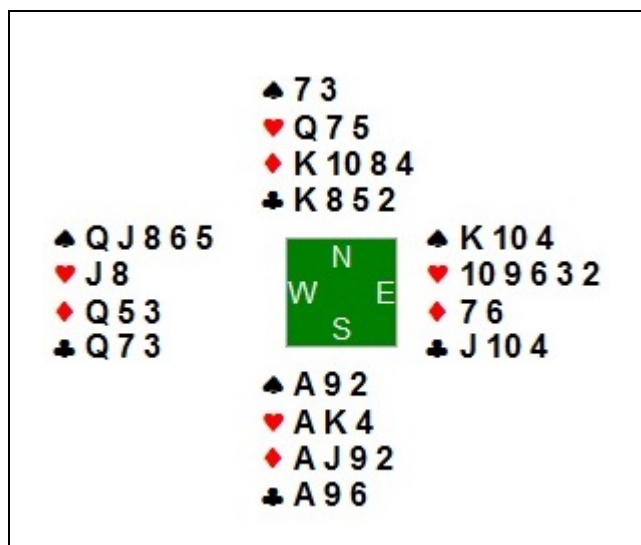 ♠ 7 3
♥ Q 7 5
♦ K 10 8 4
♣ K 8 5 2
♠ Q J 8 6 5
♥ J 8
♦ Q 5 3
♣ Q 7 3
N
W E
S
♠ K 10 4
♥ 10 9 6 3 2
♦ 7 6
♣ J 10 4
♠ A 9 2
♥ A K 4
♦ A J 9 2
♣ A 9 6